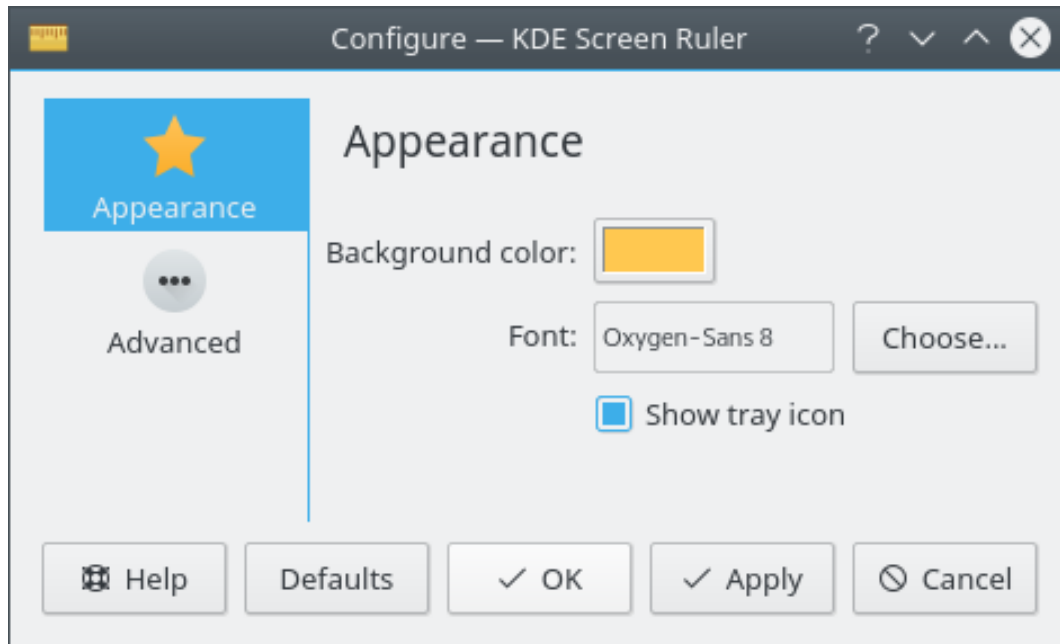 Configure — KDE Screen Ruler
Appearance
Advanced
Appearance
Background color:
Font: Oxygen-Sans 8 Choose...
Show tray icon
Help Defaults OK Apply Cancel